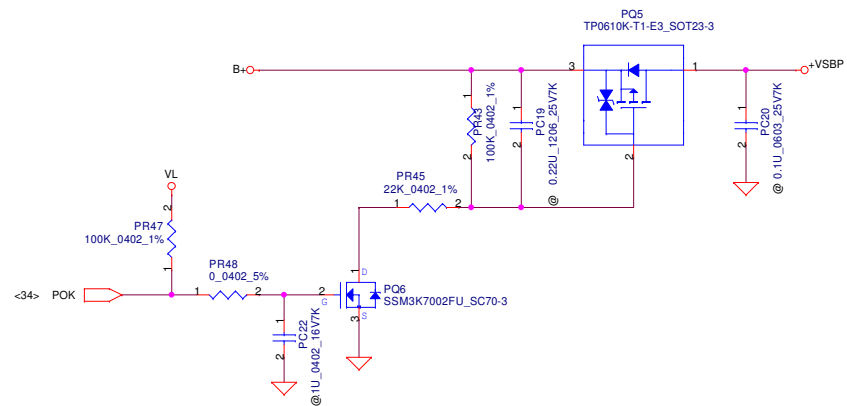 PQ5
TP0610K-T1-E3_SOT23-3
B+
3
1
+VSBP
1
PR43
2
100K_0402_1%
1
PC19
2
@ 0.22U_1206_25V7K
2
1
PC20
2
@ 0.1U_0603_25V7K
VL
PR45
22K_0402_1%
1
2
2
PR47
100K_0402_1%
1
PR48
0_0402_5%
<34>
POK
1
2
2
G
1
D
PQ6
SSM3K7002FU_SC70-3
3
S
1
PC22
2
@.1U_0402_16V7K